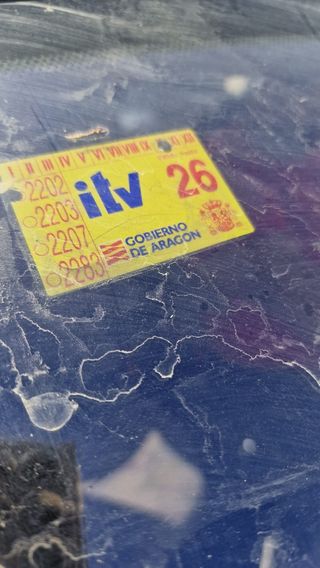 I II III IV V VI VII VIII IX X XI XII
2202
2203
2207
2283
itv
26
GOBIERNO
DE ARAGON